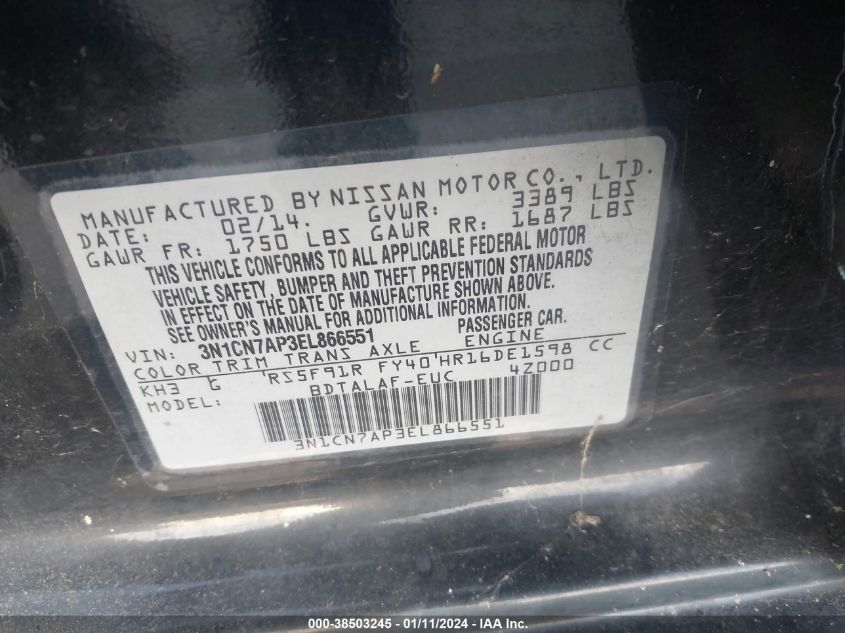 MANUFACTURED BY NISSAN MOTOR CO., LTD.
DATE: 02/14. GVWR: 3389 LBS
GAWR FR: 1750 LBS GAWR RR: 1687 LBS
THIS VEHICLE CONFORMS TO ALL APPLICABLE FEDERAL MOTOR
VEHICLE SAFETY, BUMPER AND THEFT PREVENTION STANDARDS
IN EFFECT ON THE DATE OF MANUFACTURE SHOWN ABOVE.
SEE OWNER'S MANUAL FOR ADDITIONAL INFORMATION.
VIN: 3N1CN7AP3EL866551 PASSENGER CAR.
COLOR TRIM TRANS AXLE ENGINE
KH3 G RS5F91R FY40 HR16DE1598 CC
MODEL: BDTALAF-EUC 4Z000
3N1CN7AP3EL866551
000-38503245 - 01/11/2024 - IAA Inc.